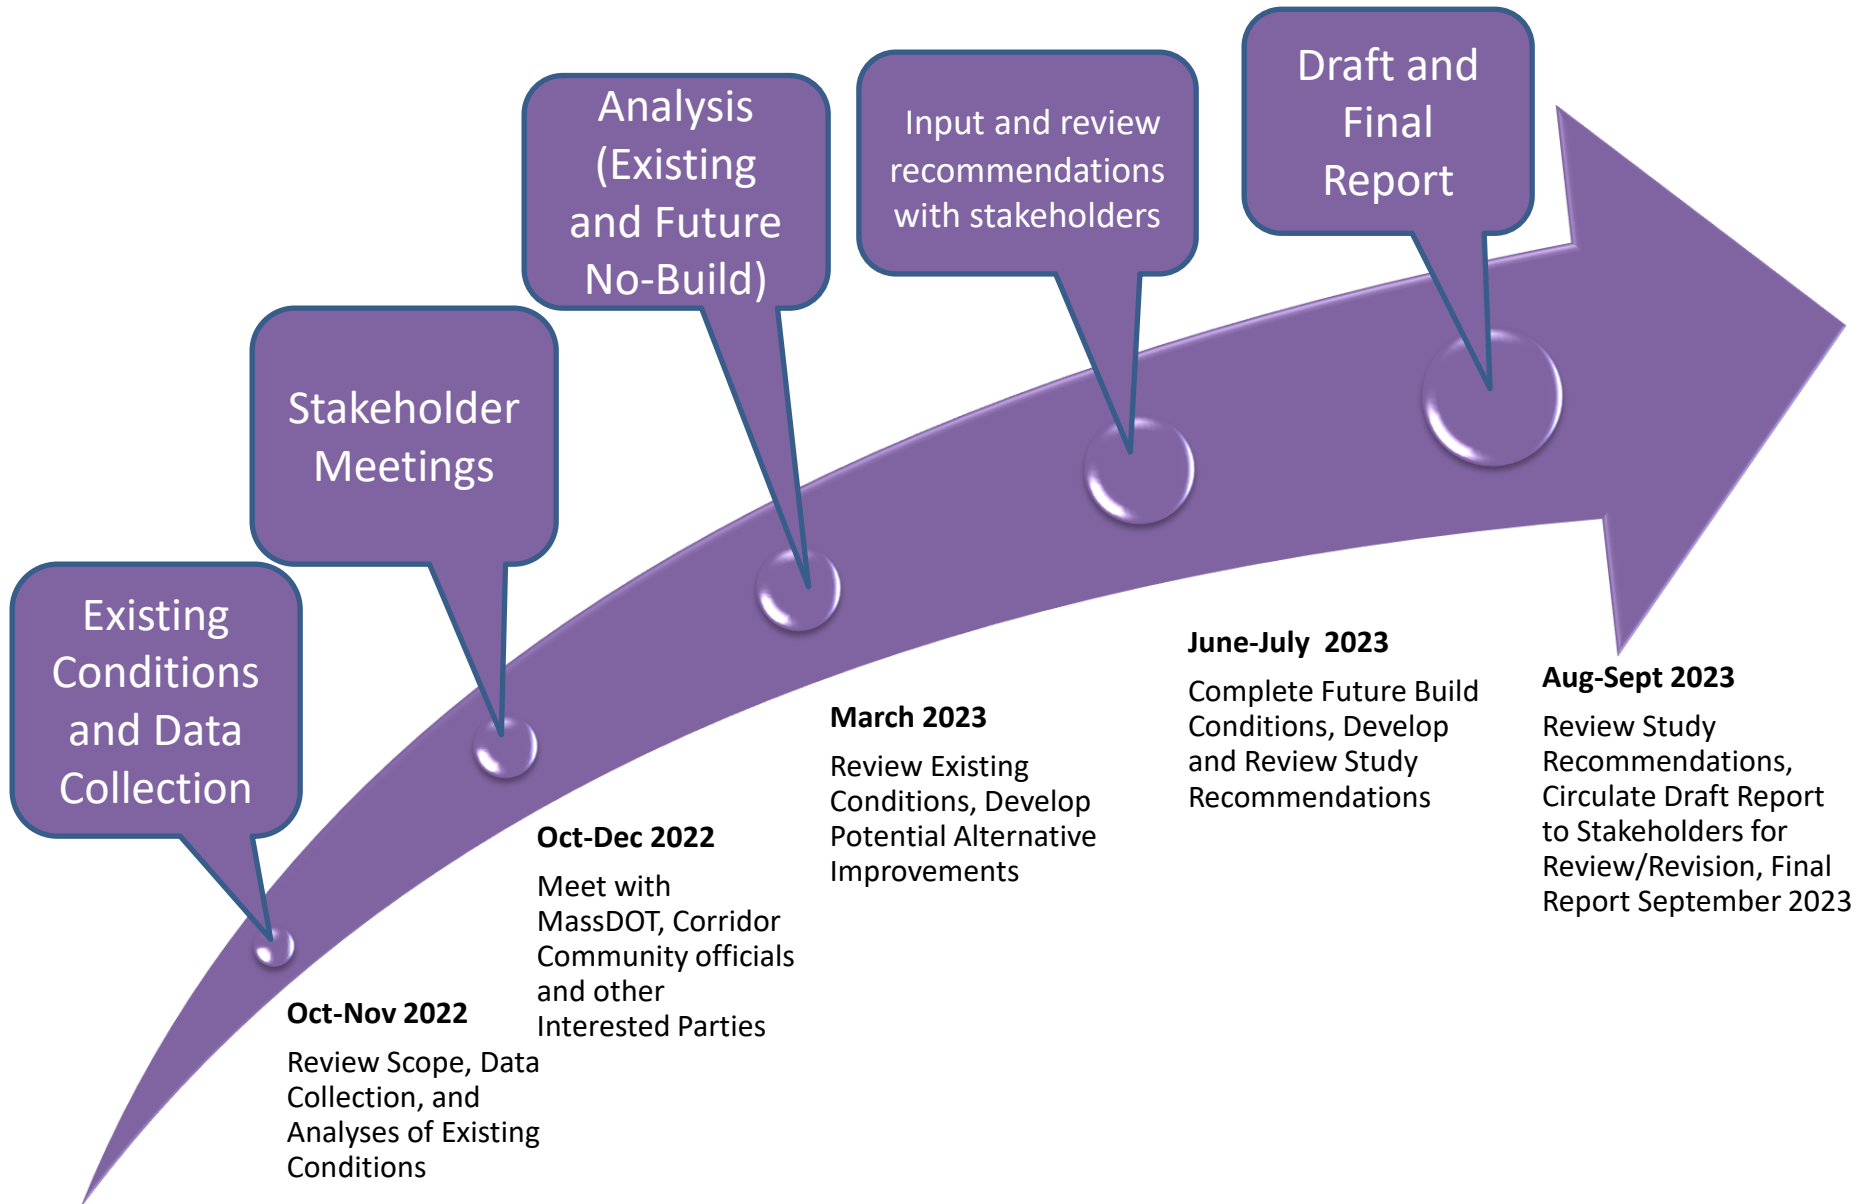 Existing
Conditions
and Data
Collection
Stakeholder
Meetings
Analysis
(Existing
and Future
No-Build)
Input and review
recommendations
with stakeholders
Draft and
Final
Report
Oct-Nov 2022
Review Scope, Data
Collection, and
Analyses of Existing
Conditions
Oct-Dec 2022
Meet with
MassDOT, Corridor
Community officials
and other
Interested Parties
March 2023
Review Existing
Conditions, Develop
Potential Alternative
Improvements
June-July 2023
Complete Future Build
Conditions, Develop
and Review Study
Recommendations
Aug-Sept 2023
Review Study
Recommendations,
Circulate Draft Report
to Stakeholders for
Review/Revision, Final
Report September 2023